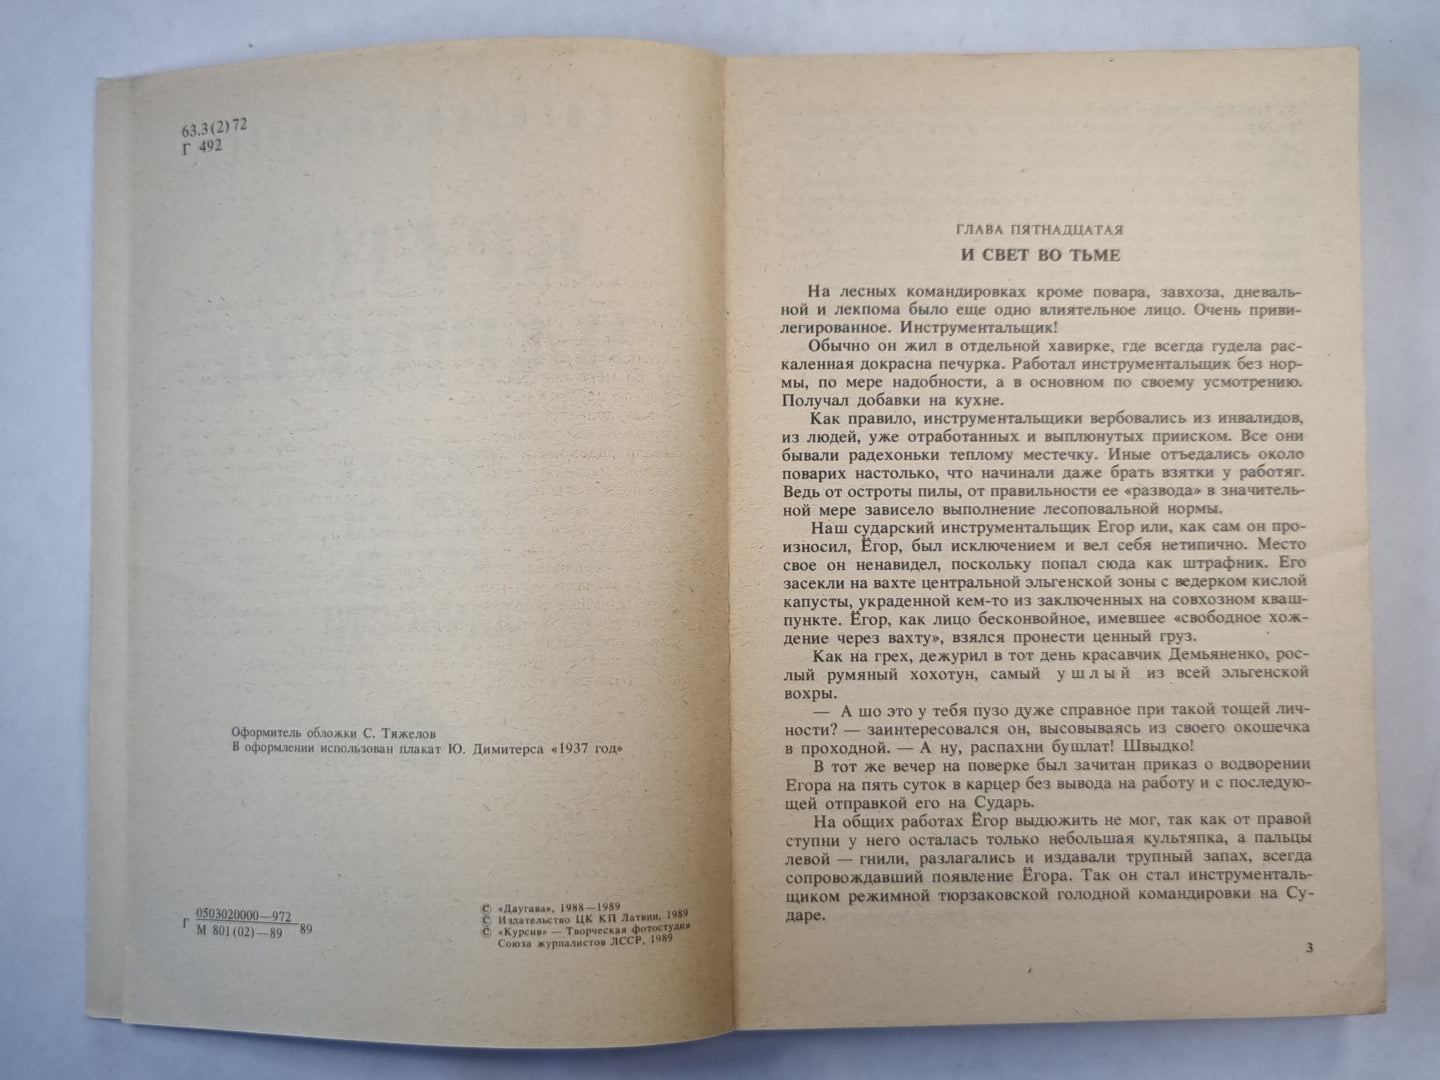 63.3(2)72
Г 492
Оформитель обложки С. Тяжелов
В оформлении использован плакат Ю. Димитерса «1937 год»
Г 0503020000—972 89
М 801(02)—89
© «Даугава», 1988—1989
© Издательство ЦК КП Латвии, 1989
© «Курсив» — Творческая фотостудия
Союза журналистов ЛССР, 1989
ГЛАВА ПЯТНАДЦАТАЯ
И СВЕТ ВО ТЬМЕ
На лесных командировках кроме повара, завхоза, дневаль-
ной и лекпома было еще одно влиятельное лицо. Очень приви-
легированное. Инструментальщик!
Обычно он жил в отдельной хавирке, где всегда гудела рас-
каленная докрасна печурка. Работал инструментальщик без нор-
мы, по мере надобности, а в основном по своему усмотрению.
Получал добавки на кухне.
Как правило, инструментальщики вербовались из инвалидов,
из людей, уже отработанных и выплюнутых прииском. Все они
бывали радехоньки теплому местечку. Иные отъедались около
поварих настолько, что начинали даже брать взятки у работяг.
Ведь от остроты пилы, от правильности ее «развода» в значитель-
ной мере зависело выполнение лесоповальной нормы.
Наш сударский инструментальщик Егор или, как сам он про-
износил, Ёгор, был исключением и вел себя нетипично. Место
свое он ненавидел, поскольку попал сюда как штрафник. Его
засекли на вахте центральной эльгенской зоны с ведерком кислой
капусты, украденной кем-то из заключенных на совхозном кваш-
пункте. Ёгор, как лицо бесконвойное, имевшее «свободное хож-
дение через вахту», взялся пронести ценный груз.
Как на грех, дежурил в тот день красавчик Демьяненко, рос-
лый румяный хохотун, самый ушлый из всей эльгенской
вохры.
— А шо это у тебя пузо дуже справное при такой тощей лич-
ности? — заинтересовался он, высовываясь из своего окошечка
в проходной. — А ну, распахни бушлат! Швыдко!
В тот же вечер на поверке был зачитан приказ о водворении
Егора на пять суток в карцер без вывода на работу и с последую-
щей отправкой его на Сударь.
На общих работах Ёгор выдюжить не мог, так как от правой
ступни у него осталась только небольшая культяпка, а пальцы
левой — гнили, разлагались и издавали трупный запах, всегда
сопровождавший появление Ёгора. Так он стал инструменталь-
щиком режимной тюрзаковской голодной командировки на Су-
даре.
3